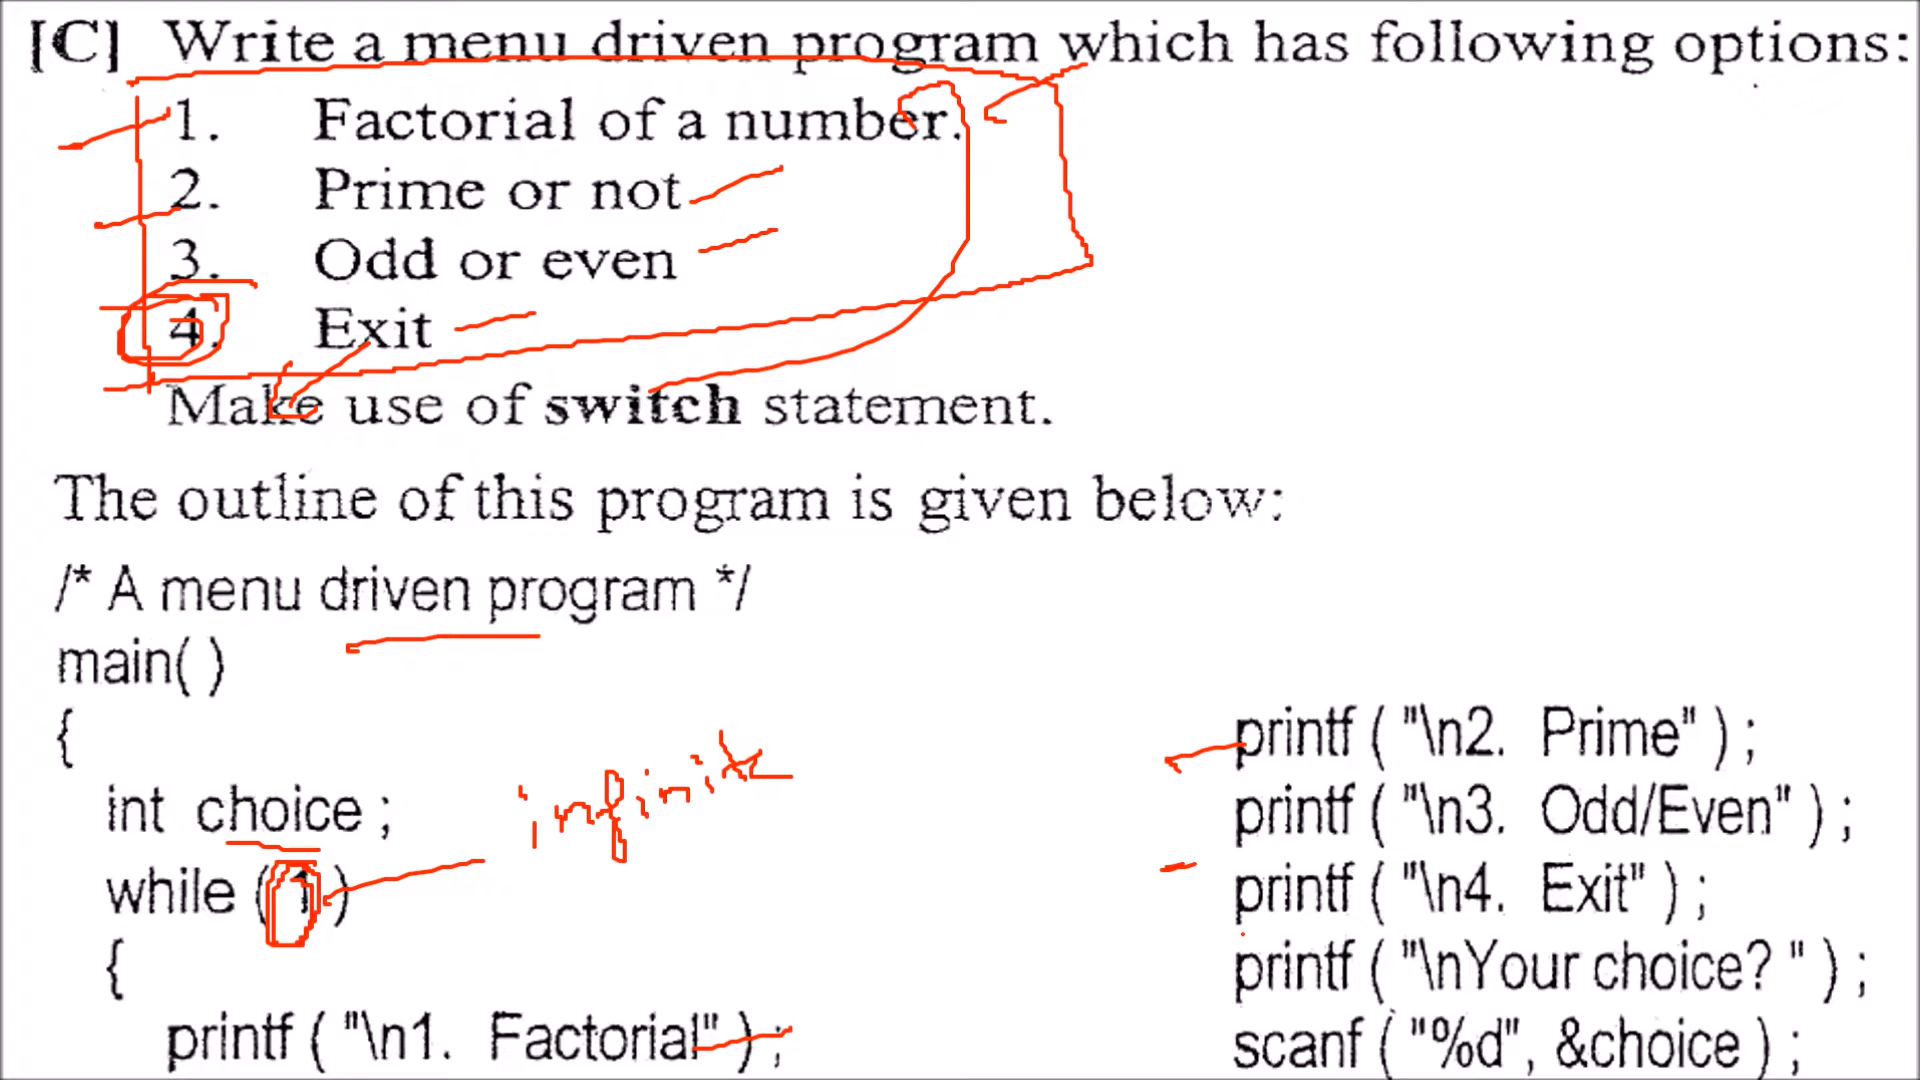 [C] Write a menu driven program which has following options:
1. Factorial of a number.
2. Prime or not
3. Odd or even
4. Exit
Make use of switch statement.
The outline of this program is given below:
/* A menu driven program */
main( )
{
int choice ;
while ( 1 )
infinite
{
printf ( "\n1. Factorial" ) ;
printf ( "\n2. Prime" ) ;
printf ( "\n3. Odd/Even" ) ;
printf ( "\n4. Exit" ) ;
printf ( "\nYour choice? " ) ;
scanf ( "%d", &choice ) ;